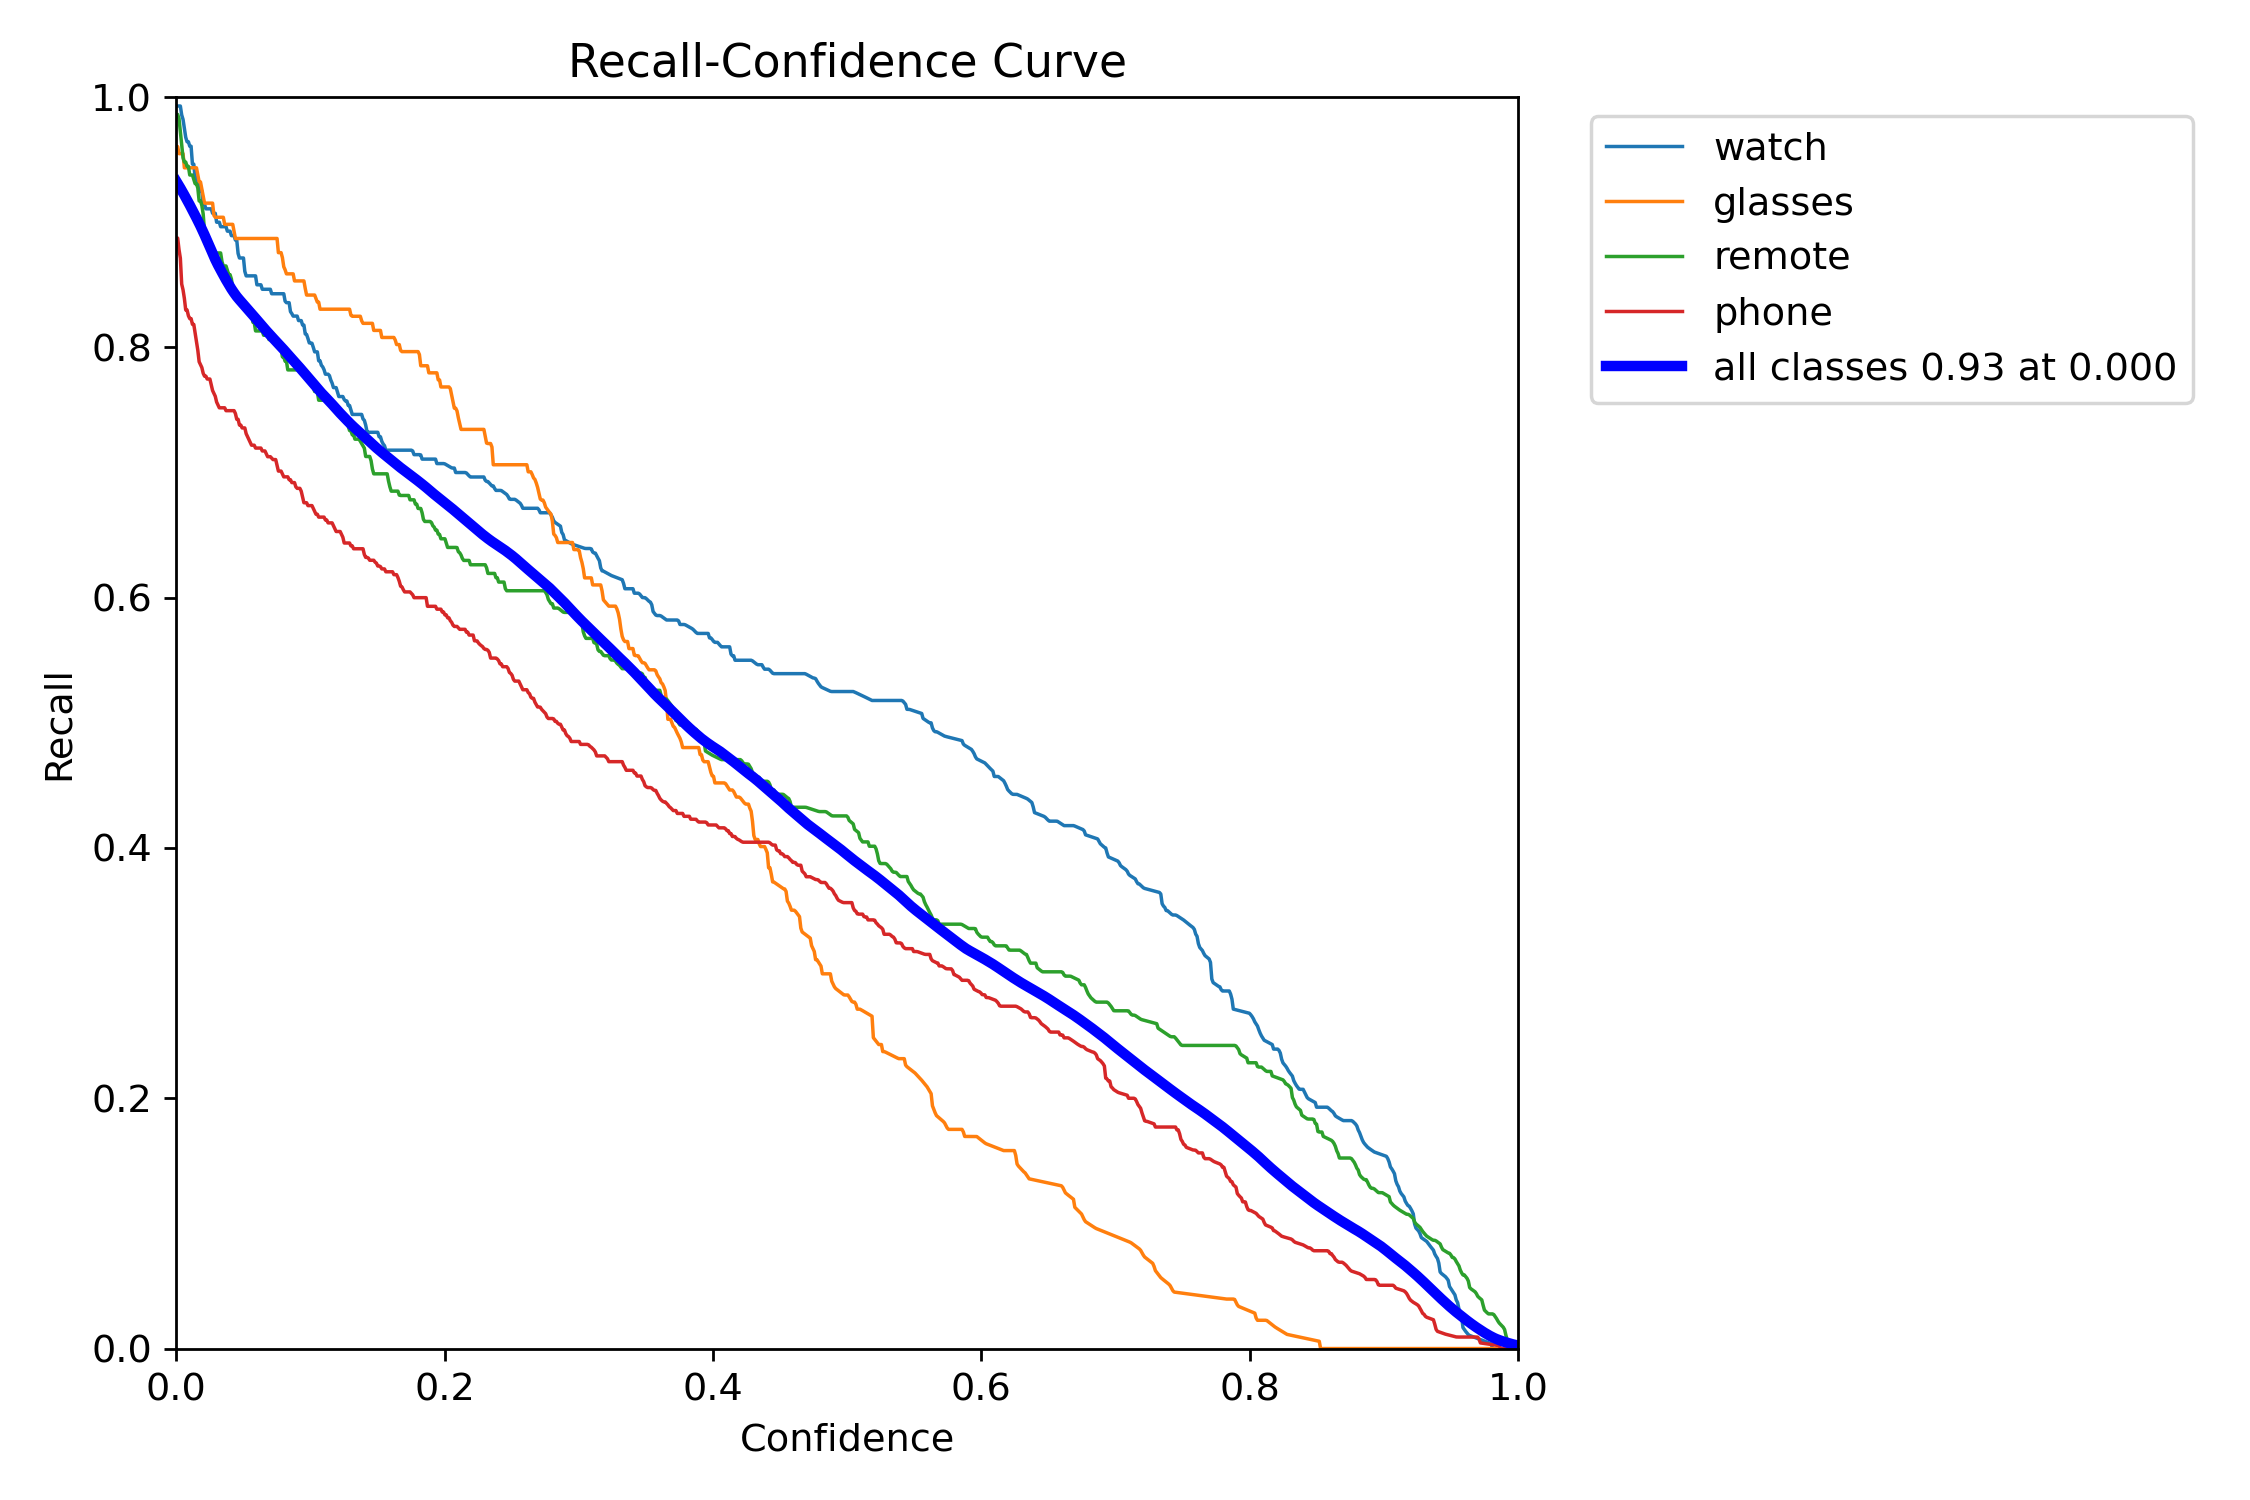 Recall-Confidence Curve
1.0
0.8
0.6
0.4
0.2
0.0
Recall
0.0 0.2 0.4 0.6 0.8 1.0
Confidence
watch
glasses
remote
phone
all classes 0.93 at 0.000